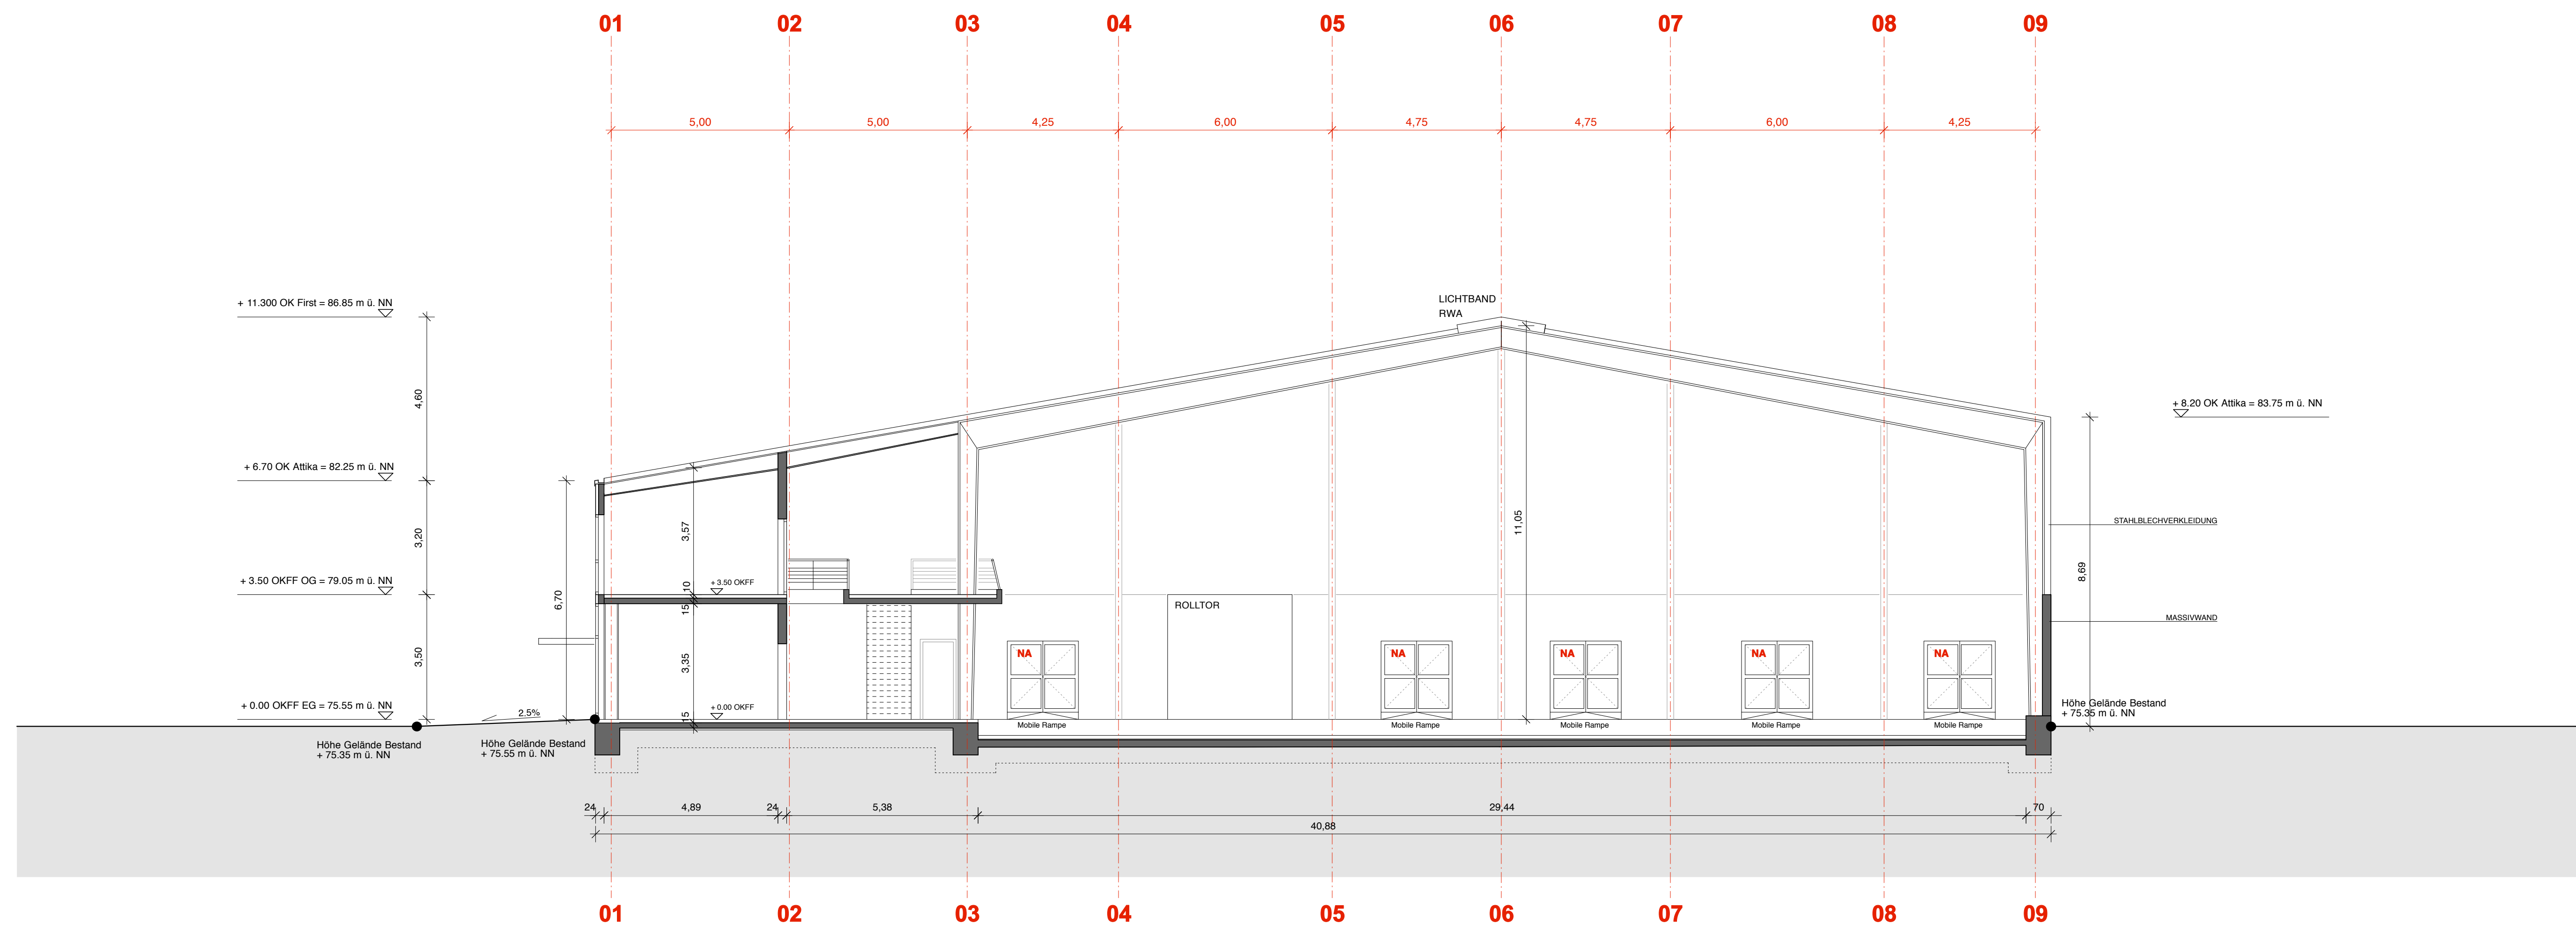 01 02 03 04 05 06 07 08 09
5,00 5,00 4,25 6,00 4,75 4,75 6,00 4,25
LICHTBAND
RWA
+ 11.300 OK First = 86.85 m ü. NN
4,60
+ 8.20 OK Attika = 83.75 m ü. NN
+ 6.70 OK Attika = 82.25 m ü. NN
3,20
3,57
11,05
STAHLBLECHVERKLEIDUNG
8,69
+ 3.50 OKFF OG = 79.05 m ü. NN
10
+ 3.50 OKFF
6,70
15
ROLLTOR
MASSIVWAND
3,50
3,35
NA NA NA NA NA
+ 0.00 OKFF EG = 75.55 m ü. NN
2.5%
15
+ 0.00 OKFF
Mobile Rampe Mobile Rampe Mobile Rampe Mobile Rampe Mobile Rampe
Höhe Gelände Bestand
+ 75.35 m ü. NN
Höhe Gelände Bestand
+ 75.35 m ü. NN
Höhe Gelände Bestand
+ 75.55 m ü. NN
24 4,89 24 5,38 29,44 70
40,88
01 02 03 04 05 06 07 08 09